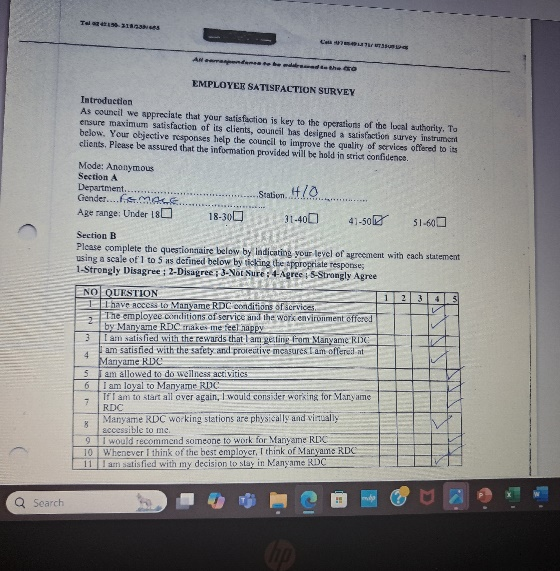 All correspondence to be addressed to the CEO
EMPLOYEE SATISFACTION SURVEY
Introduction
As council we appreciate that your satisfaction is key to the operations of the local authority. To
ensure maximum satisfaction of its clients, council has designed a satisfaction survey instrument
below. Your objective responses help the council to improve the quality of services offered to its
clients. Please be assured that the information provided will be hold in strict confidence.
Mode: Anonymous
Section A
Department.......................................Station. H/O
Gender....FEMALE
Age range: Under 18☐ 18-30☐ 31-40☐ 41-50☑ 51-60☐
Section B
Please complete the questionnaire below by indicating your level of agreement with each statement
using a scale of 1 to 5 as defined below by ticking the appropriate response;
1-Strongly Disagree ; 2-Disagree ; 3-Not Sure ; 4-Agree ; 5-Strongly Agree
NO QUESTION 1 2 3 4 5
1 I have access to Manyame RDC conditions of services. ✓
2 The employee conditions of service and the work environment offered
by Manyame RDC makes me feel happy ✓
3 I am satisfied with the rewards that I am getting from Manyame RDC ✓
4 I am satisfied with the safety and protective measures I am offered at
Manyame RDC ✓
5 I am allowed to do wellness activities ✓
6 I am loyal to Manyame RDC ✓
7 If I am to start all over again, I would consider working for Manyame
RDC ✓
8 Manyame RDC working stations are physically and virtually
accessible to me. ✓
9 I would recommend someone to work for Manyame RDC ✓
10 Whenever I think of the best employer, I think of Manyame RDC ✓
11 I am satisfied with my decision to stay in Manyame RDC ✓
Search
hp